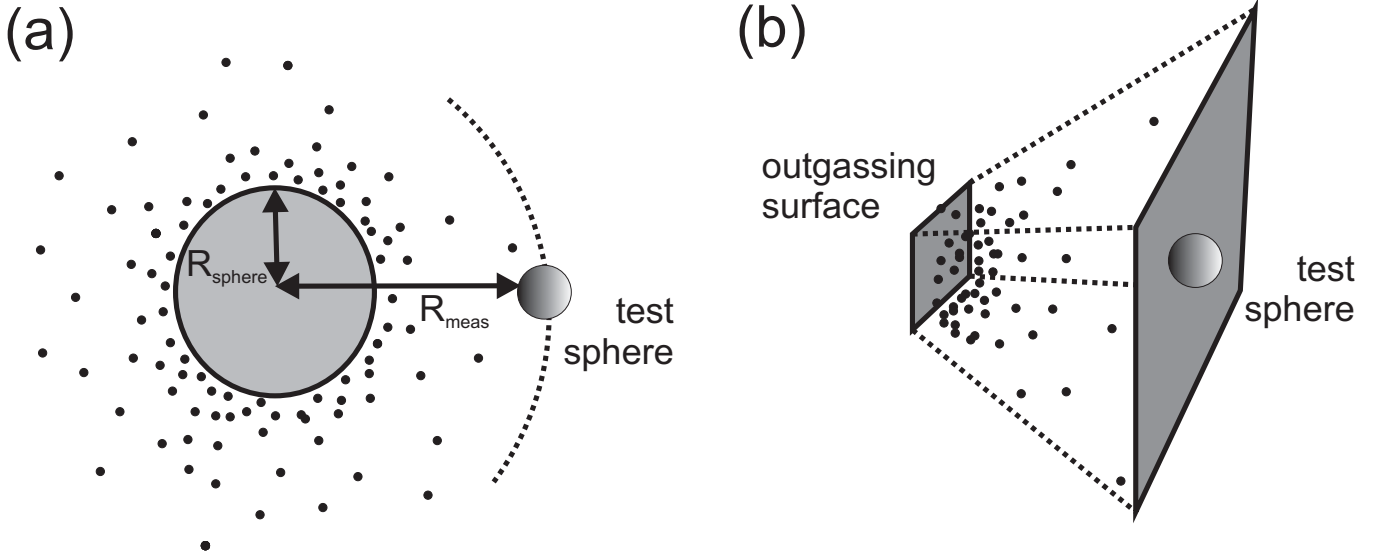 (a)
R_sphere
R_meas
test
sphere
(b)
outgassing
surface
test
sphere